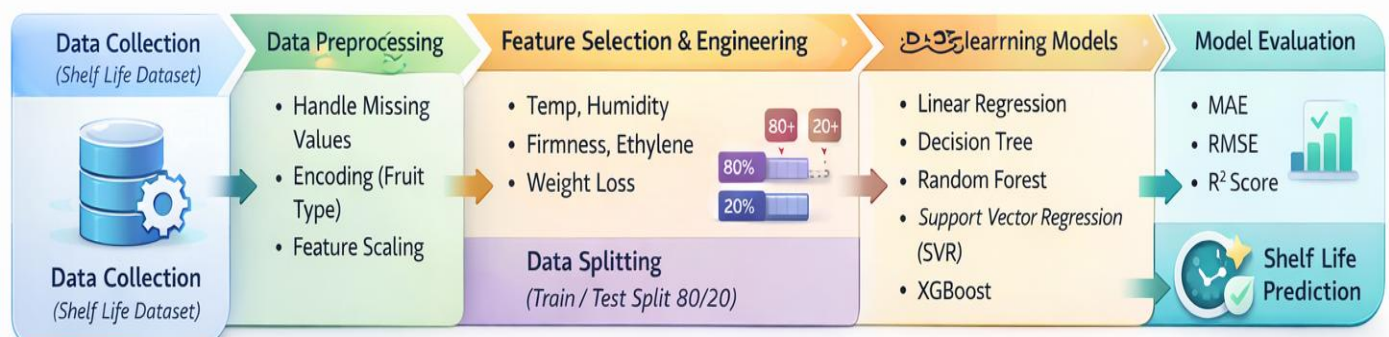 Data Collection
(Shelf Life Dataset)
Data Collection
(Shelf Life Dataset)
Data Preprocessing
• Handle Missing
Values
• Encoding (Fruit
Type)
• Feature Scaling
Feature Selection & Engineering
• Temp, Humidity
• Firmness, Ethylene
• Weight Loss
80+ 20+
80%
20%
Data Splitting
(Train / Test Split 80/20)
learrning Models
• Linear Regression
• Decision Tree
• Random Forest
• Support Vector Regression
(SVR)
• XGBoost
Model Evaluation
• MAE
• RMSE
• R² Score
Shelf Life
Prediction